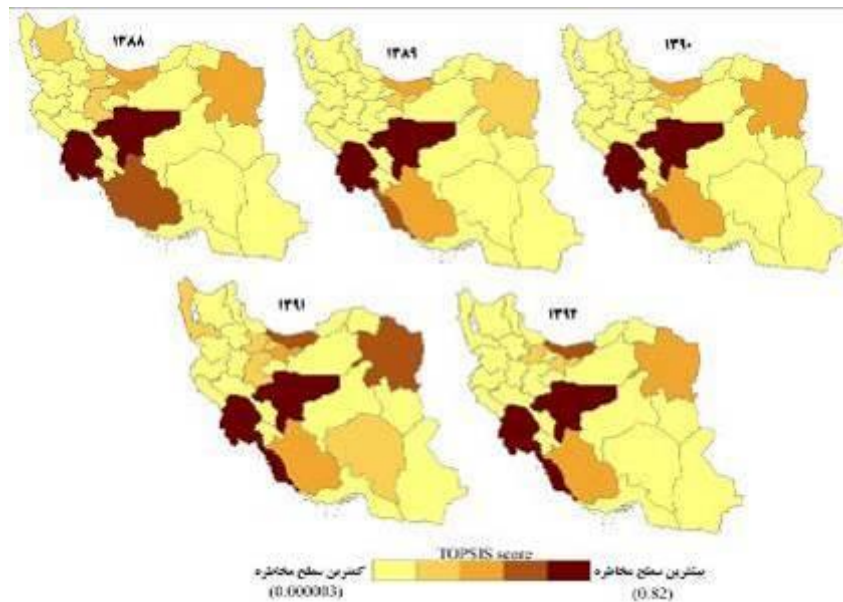 ۱۳۸۸
۱۳۸۹
۱۳۹۰
۱۳۹۱
۱۳۹۲
TOPSIS score
کمترین سطح مخاطره
(0.000003)
بیشترین سطح مخاطره
(0.82)